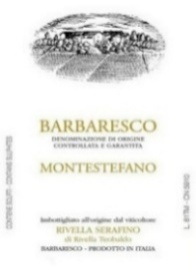 BARBARESCO
DENOMINAZIONE DI ORIGINE
CONTROLLATA E GARANTITA
MONTESTEFANO
Imbottigliato all'origine dal viticoltore
RIVELLA SERAFINO
di Rivella Teobaldo
BARBARESCO - PRODOTTO IN ITALIA